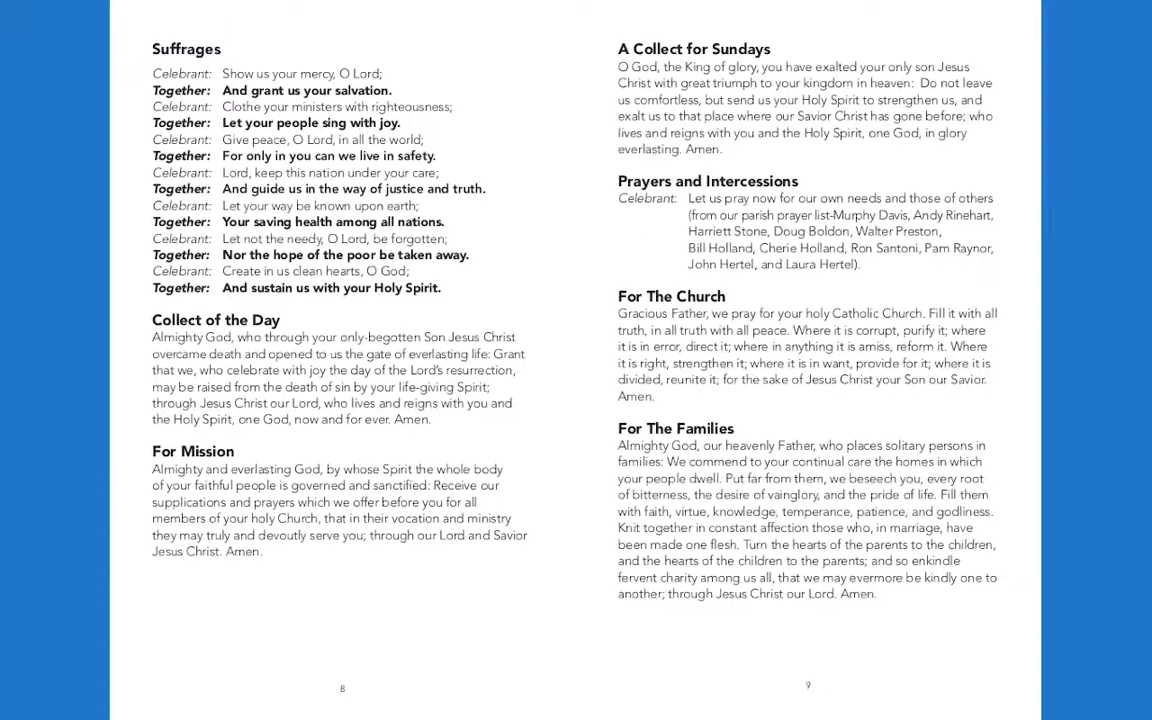 Suffrages
Celebrant: Show us your mercy, O Lord;
Together: And grant us your salvation.
Celebrant: Clothe your ministers with righteousness;
Together: Let your people sing with joy.
Celebrant: Give peace, O Lord, in all the world;
Together: For only in you can we live in safety.
Celebrant: Lord, keep this nation under your care;
Together: And guide us in the way of justice and truth.
Celebrant: Let your way be known upon earth;
Together: Your saving health among all nations.
Celebrant: Let not the needy, O Lord, be forgotten;
Together: Nor the hope of the poor be taken away.
Celebrant: Create in us clean hearts, O God;
Together: And sustain us with your Holy Spirit.
Collect of the Day
Almighty God, who through your only-begotten Son Jesus Christ
overcame death and opened to us the gate of everlasting life: Grant
that we, who celebrate with joy the day of the Lord's resurrection,
may be raised from the death of sin by your life-giving Spirit;
through Jesus Christ our Lord, who lives and reigns with you and
the Holy Spirit, one God, now and for ever. Amen.
For Mission
Almighty and everlasting God, by whose Spirit the whole body
of your faithful people is governed and sanctified: Receive our
supplications and prayers which we offer before you for all
members of your holy Church, that in their vocation and ministry
they may truly and devoutly serve you; through our Lord and Savior
Jesus Christ. Amen.
8
A Collect for Sundays
O God, the King of glory, you have exalted your only son Jesus
Christ with great triumph to your kingdom in heaven: Do not leave
us comfortless, but send us your Holy Spirit to strengthen us, and
exalt us to that place where our Savior Christ has gone before; who
lives and reigns with you and the Holy Spirit, one God, in glory
everlasting. Amen.
Prayers and Intercessions
Celebrant: Let us pray now for our own needs and those of others
(from our parish prayer list-Murphy Davis, Andy Rinehart,
Harriett Stone, Doug Boldon, Walter Preston,
Bill Holland, Cherie Holland, Ron Santoni, Pam Raynor,
John Hertel, and Laura Hertel).
For The Church
Gracious Father, we pray for your holy Catholic Church. Fill it with all
truth, in all truth with all peace. Where it is corrupt, purify it; where
it is in error, direct it; where in anything it is amiss, reform it. Where
it is right, strengthen it; where it is in want, provide for it; where it is
divided, reunite it; for the sake of Jesus Christ your Son our Savior.
Amen.
For The Families
Almighty God, our heavenly Father, who places solitary persons in
families: We commend to your continual care the homes in which
your people dwell. Put far from them, we beseech you, every root
of bitterness, the desire of vainglory, and the pride of life. Fill them
with faith, virtue, knowledge, temperance, patience, and godliness.
Knit together in constant affection those who, in marriage, have
been made one flesh. Turn the hearts of the parents to the children,
and the hearts of the children to the parents; and so enkindle
fervent charity among us all, that we may evermore be kindly one to
another; through Jesus Christ our Lord. Amen.
9